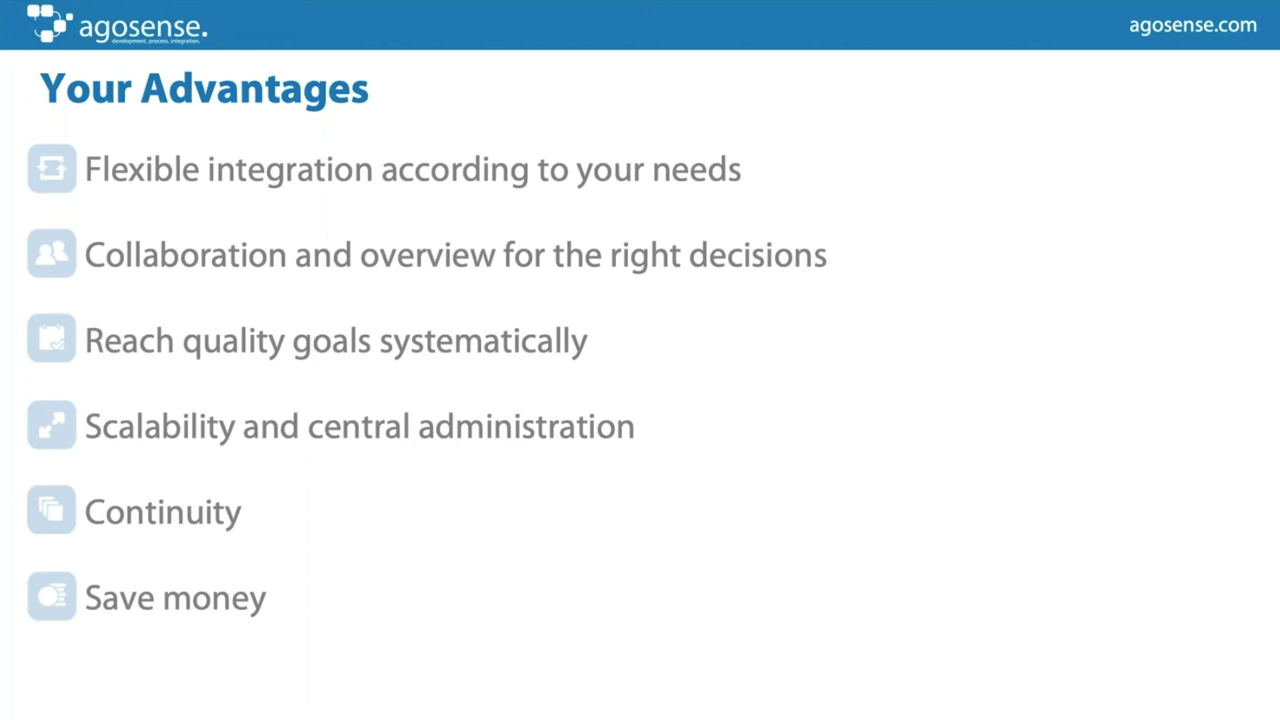 agosense.
development. process. integration.
agosense.com
Your Advantages
Flexible integration according to your needs
Collaboration and overview for the right decisions
Reach quality goals systematically
Scalability and central administration
Continuity
Save money